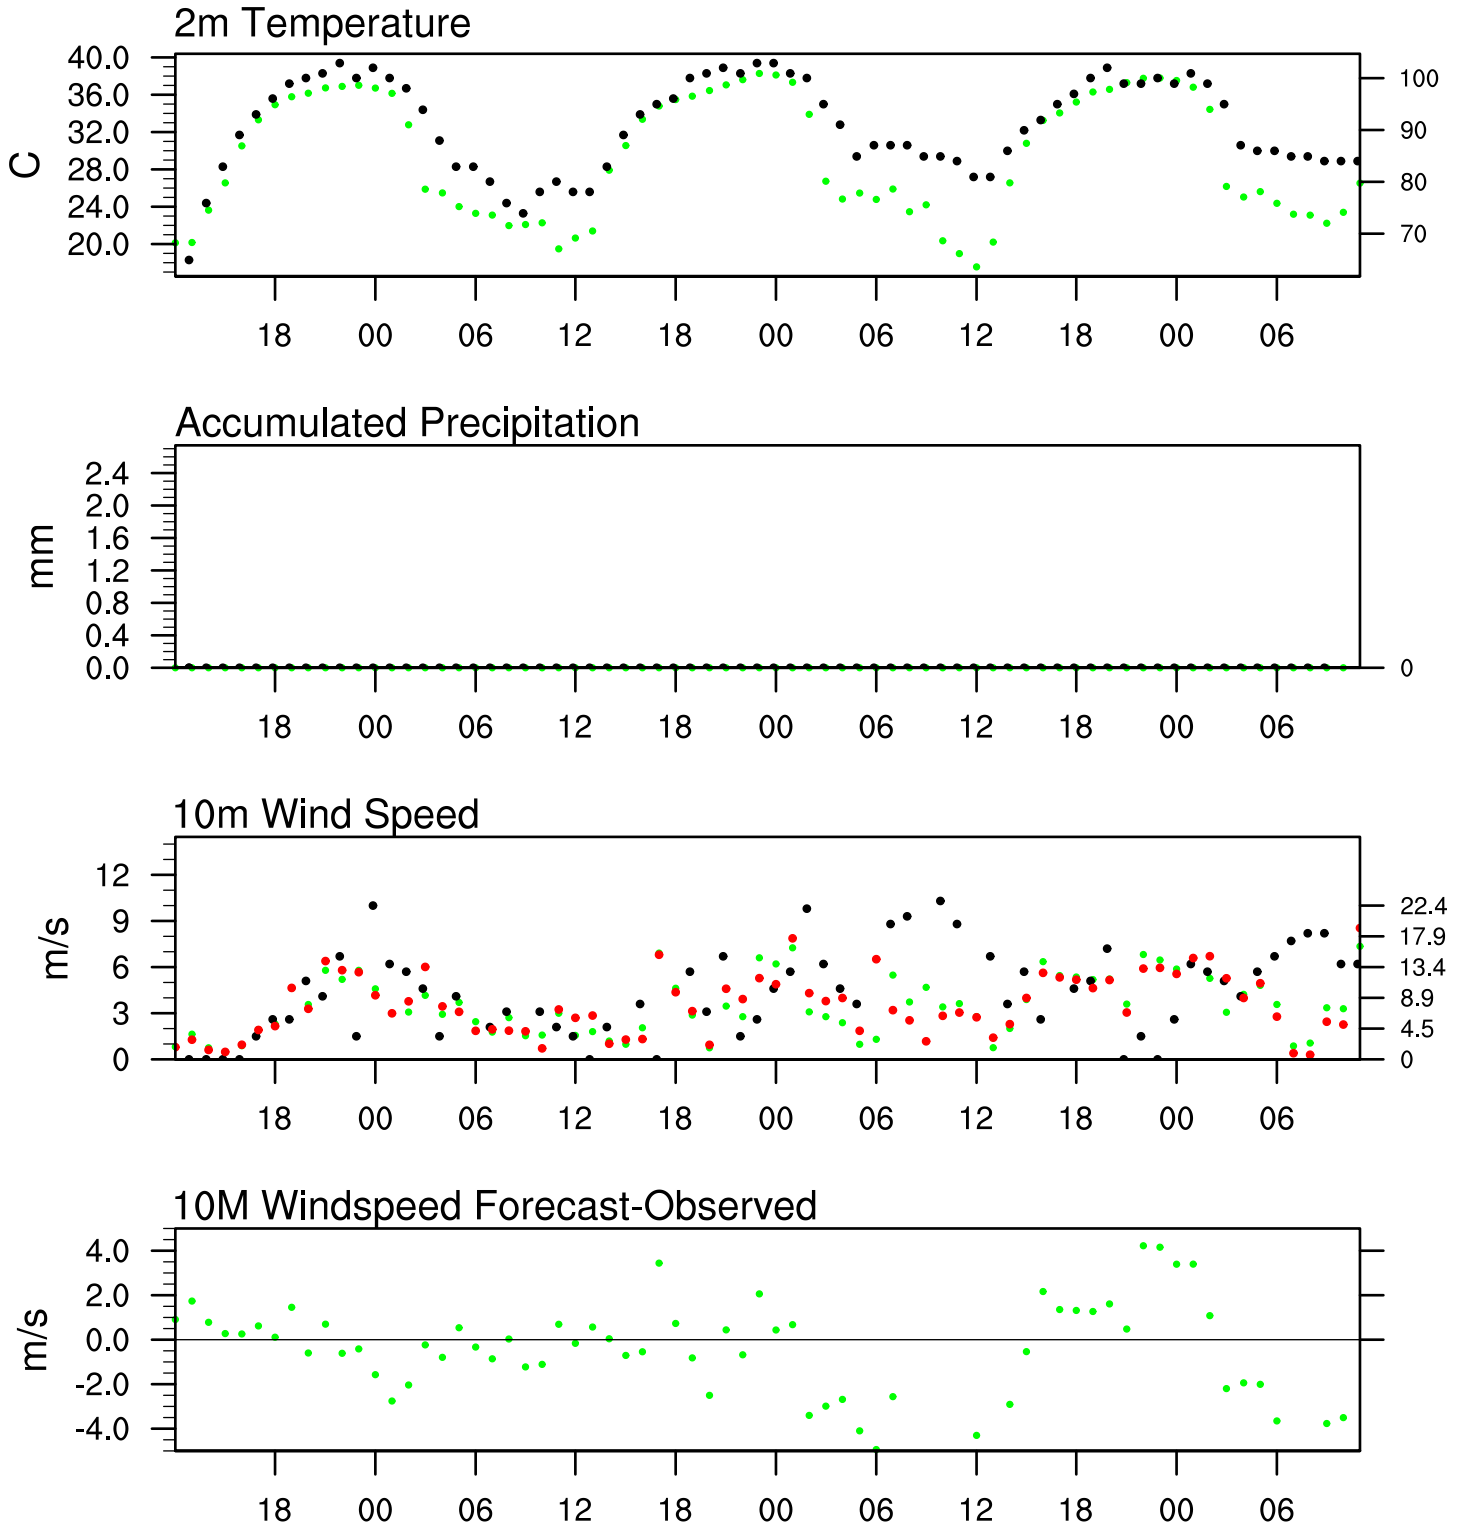 2m Temperature
40.0
36.0
32.0
28.0
24.0
20.0
C
100
90
80
70
18 00 06 12 18 00 06 12 18 00 06
Accumulated Precipitation
2.4
2.0
1.6
1.2
0.8
0.4
0.0
mm
0
18 00 06 12 18 00 06 12 18 00 06
10m Wind Speed
12
9
6
3
0
m/s
22.4
17.9
13.4
8.9
4.5
0
18 00 06 12 18 00 06 12 18 00 06
10M Windspeed Forecast-Observed
4.0
2.0
0.0
-2.0
-4.0
m/s
18 00 06 12 18 00 06 12 18 00 06